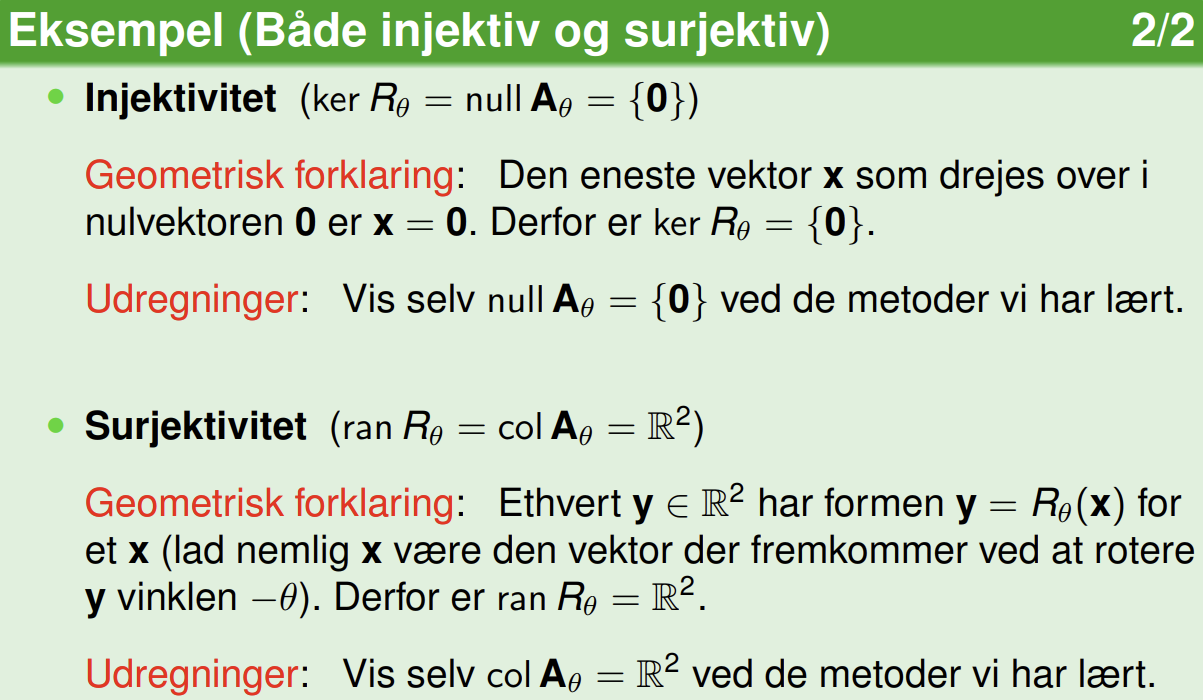 Eksempel (Både injektiv og surjektiv) 2/2
• Injektivitet (ker R_θ = null A_θ = {0})
Geometrisk forklaring: Den eneste vektor x som drejes over i
nulvektoren 0 er x = 0. Derfor er ker R_θ = {0}.
Udregninger: Vis selv null A_θ = {0} ved de metoder vi har lært.
• Surjektivitet (ran R_θ = col A_θ = ℝ²)
Geometrisk forklaring: Ethvert y ∈ ℝ² har formen y = R_θ(x) for
et x (lad nemlig x være den vektor der fremkommer ved at rotere
y vinklen −θ). Derfor er ran R_θ = ℝ².
Udregninger: Vis selv col A_θ = ℝ² ved de metoder vi har lært.